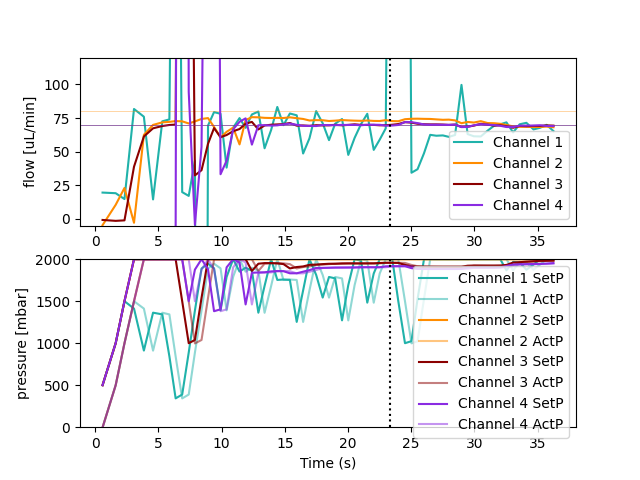 flow [uL/min]
100
75
50
25
0
0 5 10 15 20 25 30 35
Channel 1
Channel 2
Channel 3
Channel 4
pressure [mbar]
2000
1500
1000
500
0
Channel 1 SetP
Channel 1 ActP
Channel 2 SetP
Channel 2 ActP
Channel 3 SetP
Channel 3 ActP
Channel 4 SetP
Channel 4 ActP
0 5 10 15 20 25 30 35
Time (s)